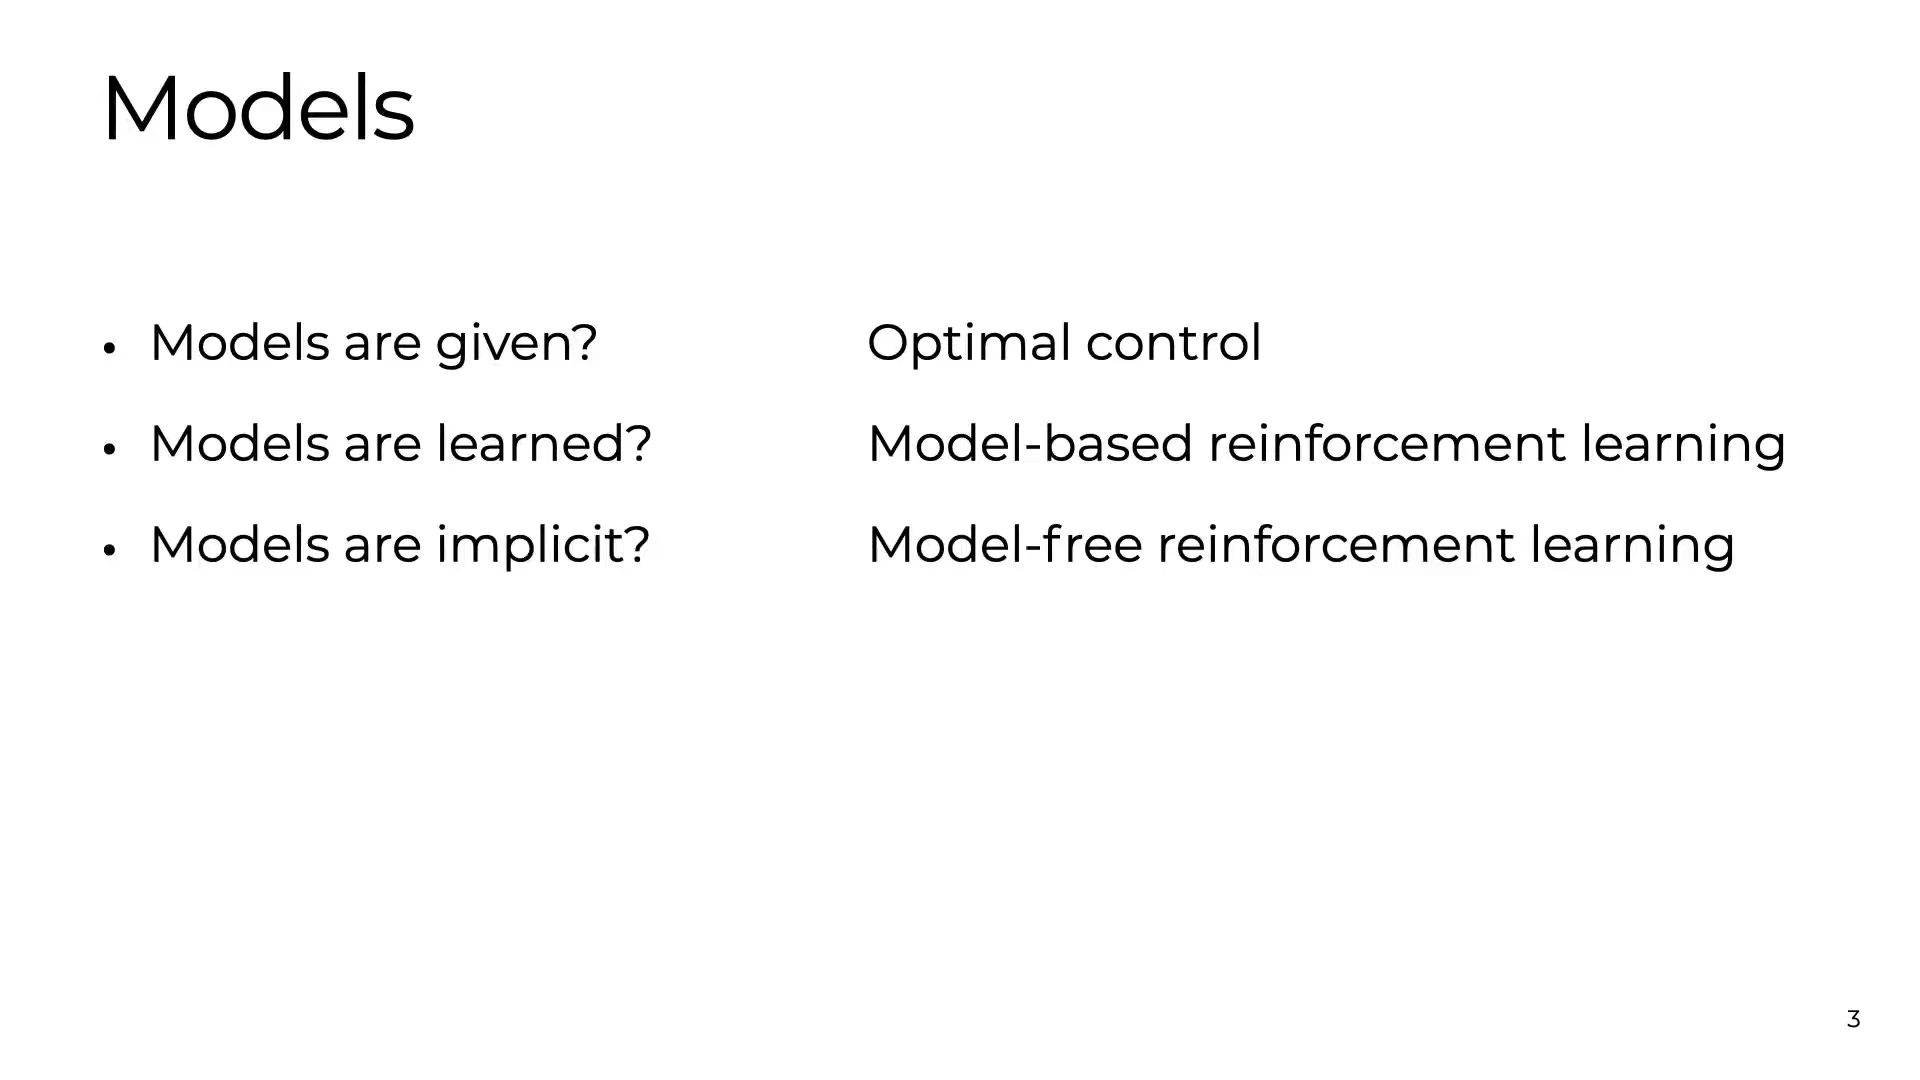 Models
• Models are given? Optimal control
• Models are learned? Model-based reinforcement learning
• Models are implicit? Model-free reinforcement learning
3